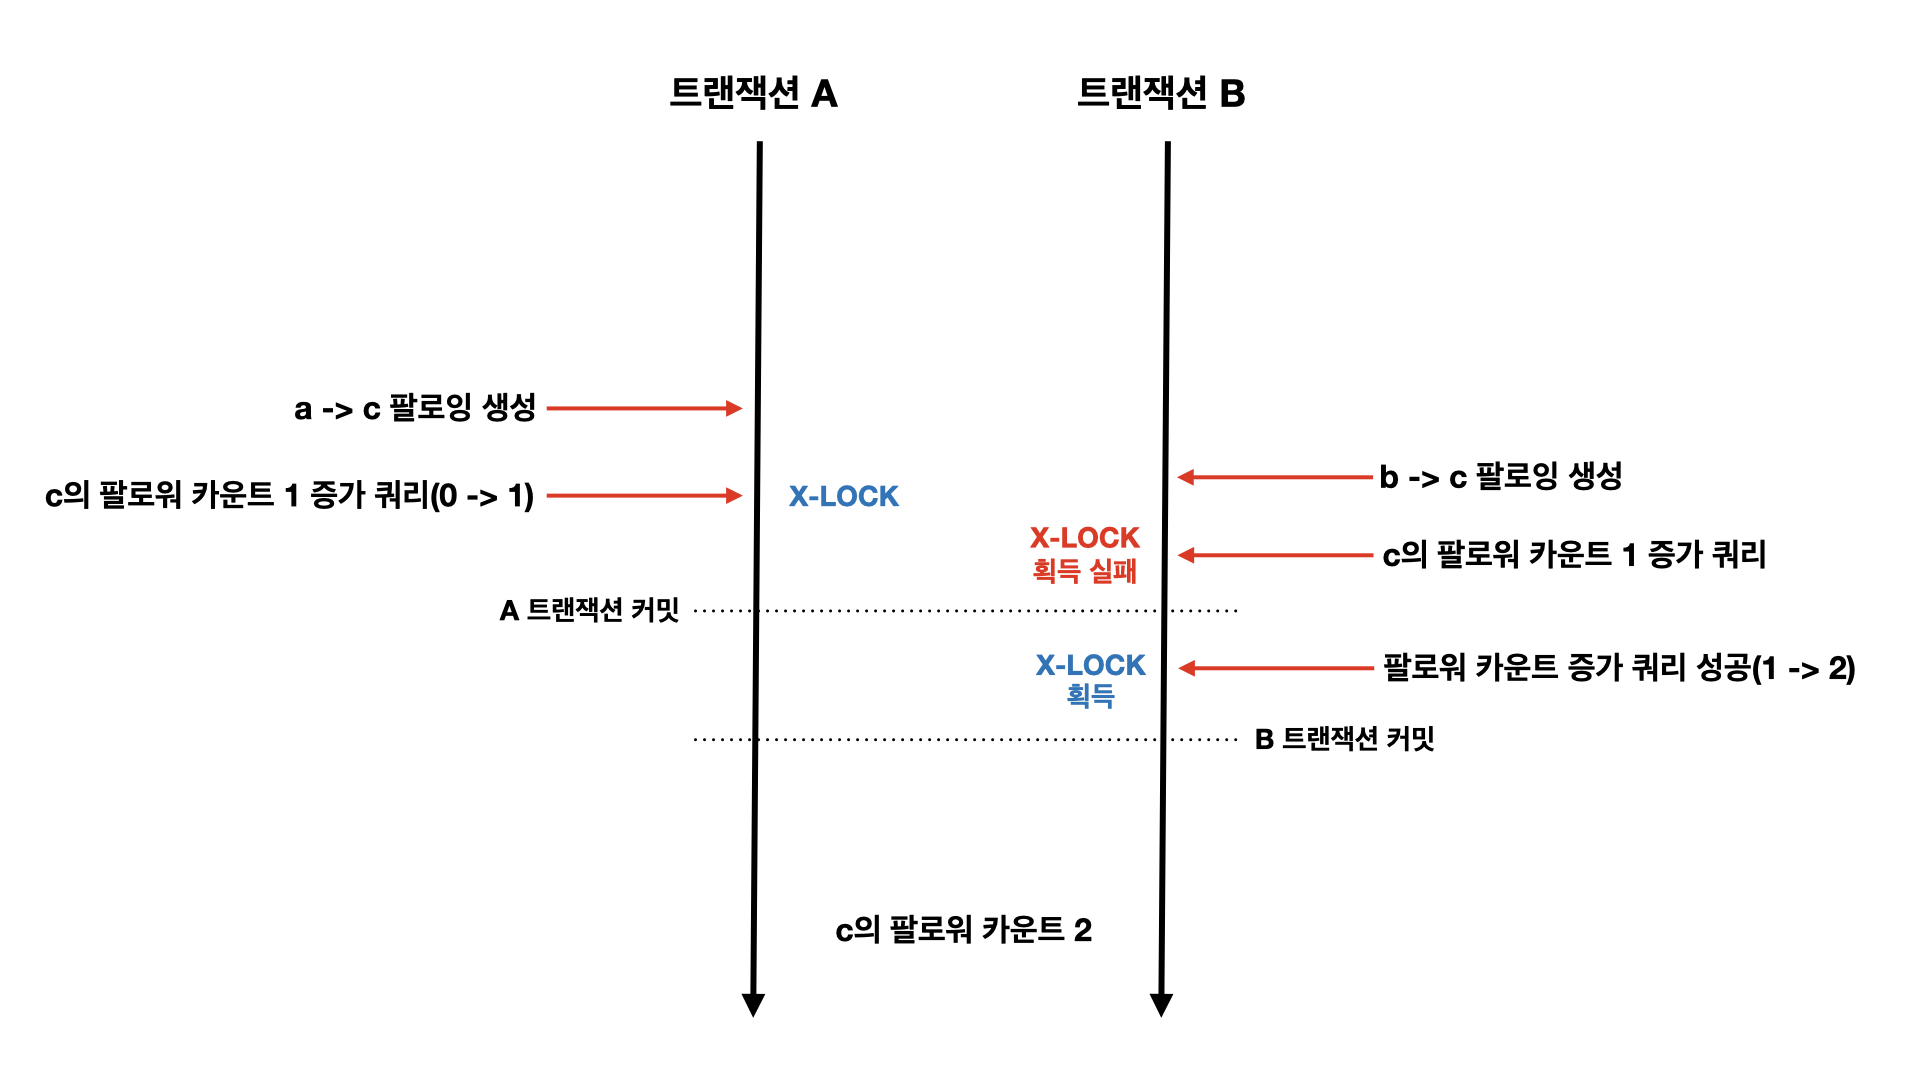 트랜잭션 A
트랜잭션 B
a -> c 팔로잉 생성
b -> c 팔로잉 생성
c의 팔로워 카운트 1 증가 쿼리(0 -> 1)
X-LOCK
X-LOCK
획득 실패
c의 팔로워 카운트 1 증가 쿼리
A 트랜잭션 커밋
X-LOCK
획득
팔로워 카운트 증가 쿼리 성공(1 -> 2)
B 트랜잭션 커밋
c의 팔로워 카운트 2